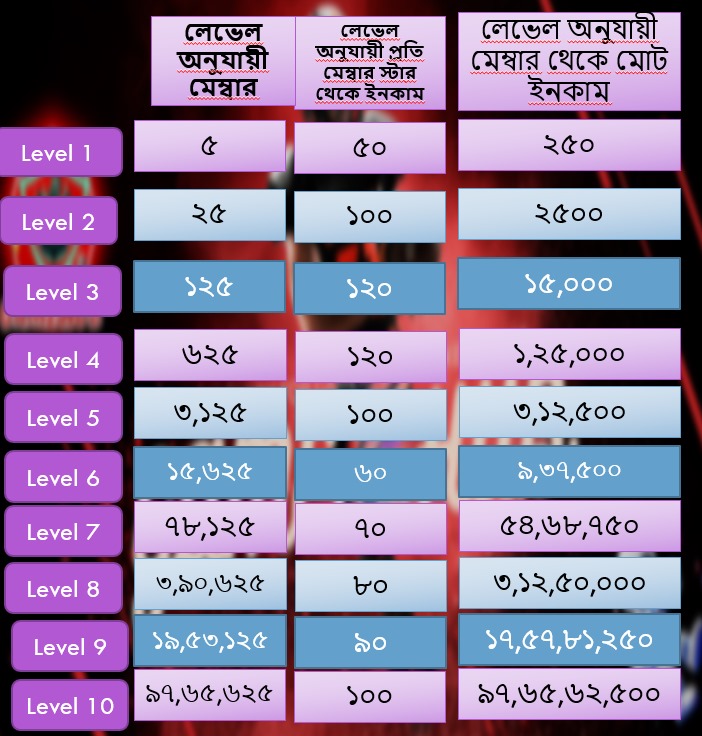 লেভেল অনুযায়ী মেম্বার
লেভেল অনুযায়ী প্রতি মেম্বার স্টার থেকে ইনকাম
লেভেল অনুযায়ী মেম্বার থেকে মোট ইনকাম
Level 1 ৫ ৫০ ২৫০
Level 2 ২৫ ১০০ ২৫০০
Level 3 ১২৫ ১২০ ১৫,০০০
Level 4 ৬২৫ ১২০ ১,২৫,০০০
Level 5 ৩,১২৫ ১০০ ৩,১২,৫০০
Level 6 ১৫,৬২৫ ৬০ ৯,৩৭,৫০০
Level 7 ৭৮,১২৫ ৭০ ৫৪,৬৮,৭৫০
Level 8 ৩,৯০,৬২৫ ৮০ ৩,১২,৫০,০০০
Level 9 ১৯,৫৩,১২৫ ৯০ ১৭,৫৭,৮১,২৫০
Level 10 ৯৭,৬৫,৬২৫ ১০০ ৯৭,৬৫,৬২,৫০০